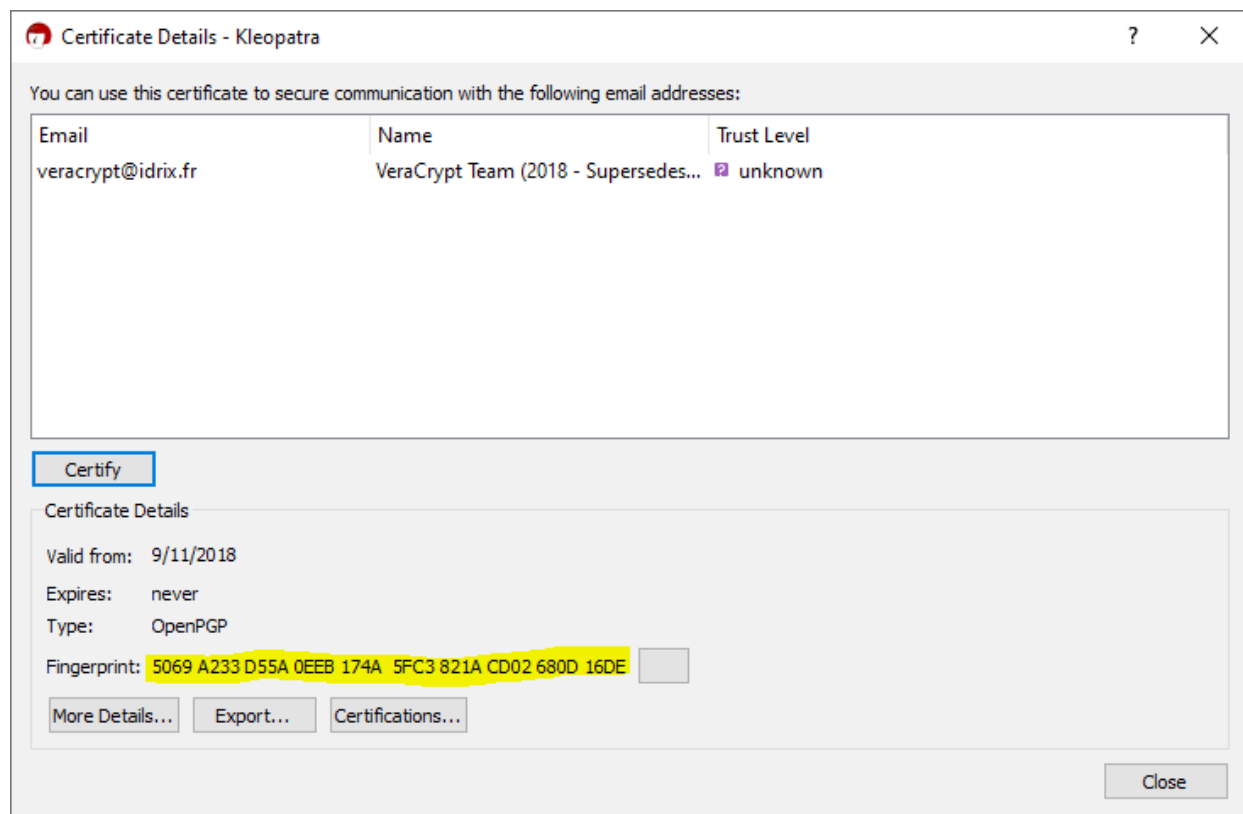 Certificate Details - Kleopatra
You can use this certificate to secure communication with the following email addresses:
Email Name Trust Level
veracrypt@idrix.fr VeraCrypt Team (2018 - Supersedes... unknown
Certify
Certificate Details
Valid from: 9/11/2018
Expires: never
Type: OpenPGP
Fingerprint: 5069 A233 D55A 0EEB 174A 5FC3 821A CD02 680D 16DE
More Details... Export... Certifications...
Close